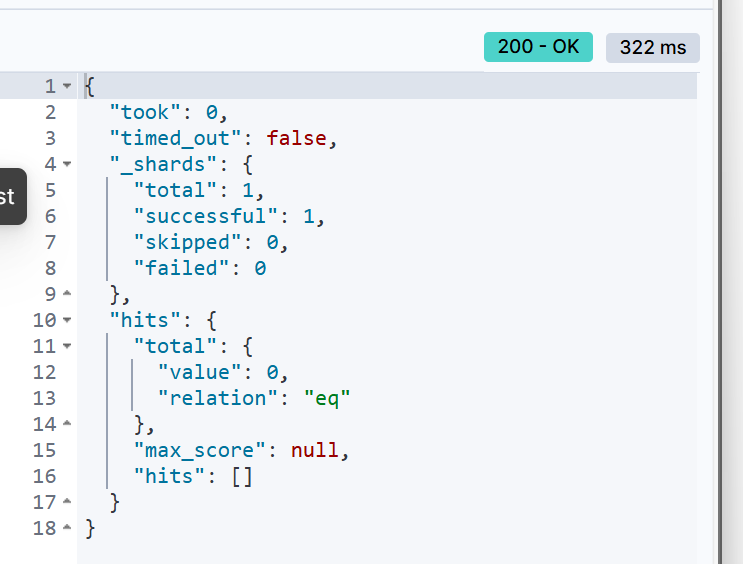 200 - OK 322 ms
1 {
2 "took": 0,
3 "timed_out": false,
4 "_shards": {
st
5 "total": 1,
6 "successful": 1,
7 "skipped": 0,
8 "failed": 0
9 },
10 "hits": {
11 "total": {
12 "value": 0,
13 "relation": "eq"
14 },
15 "max_score": null,
16 "hits": []
17 }
18 }